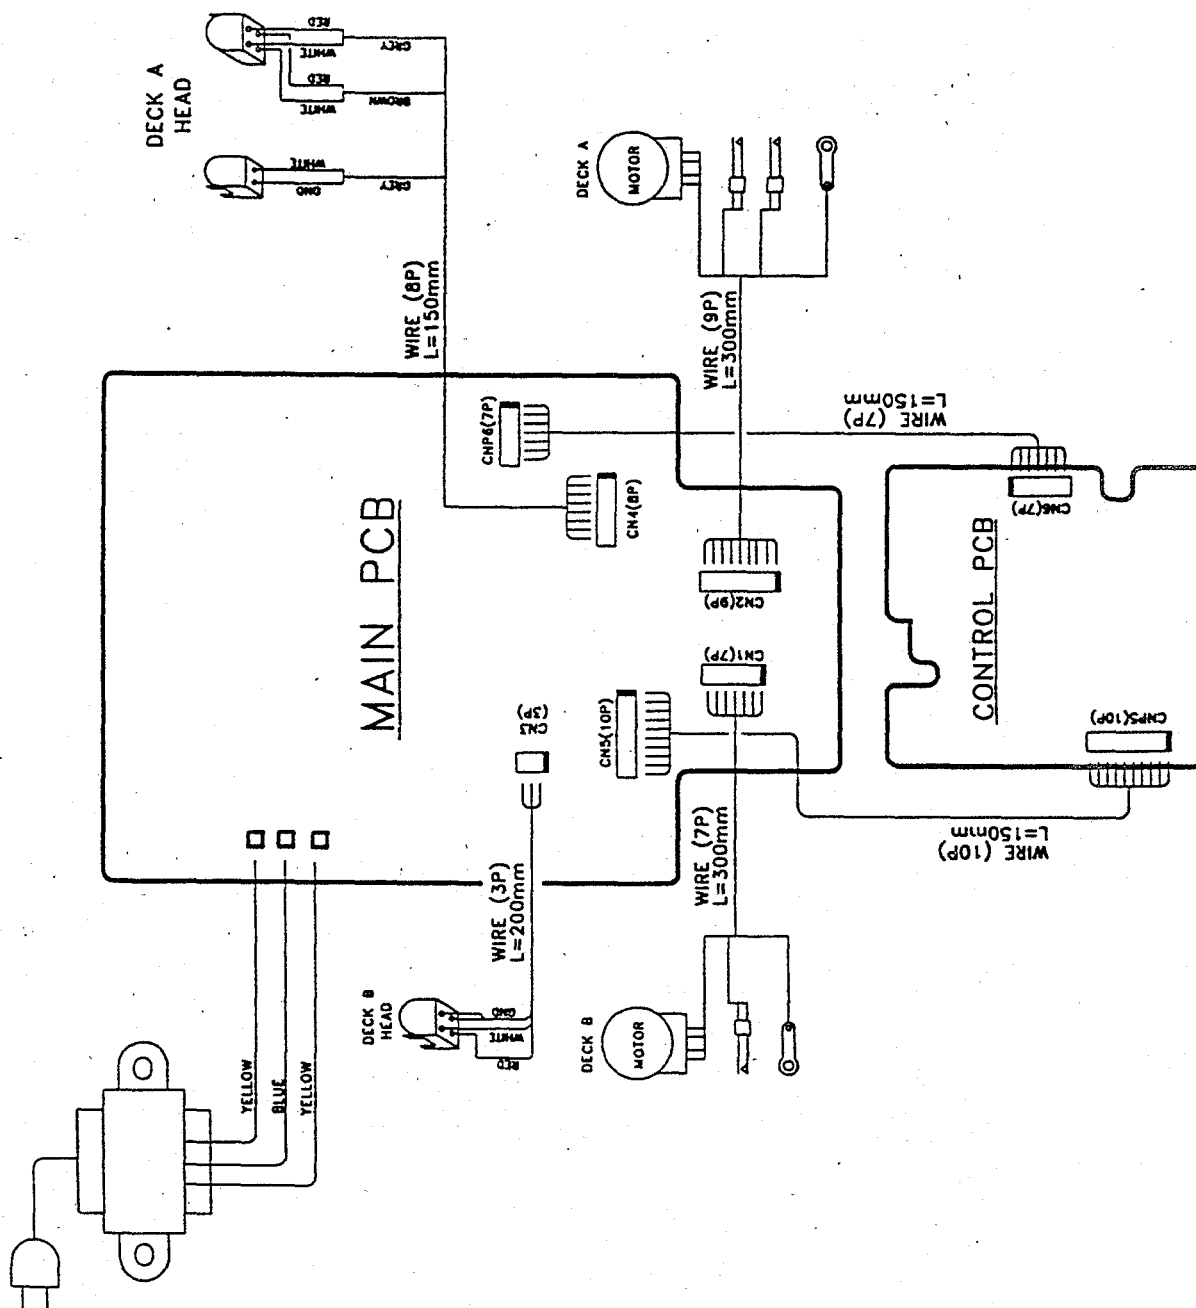 RED
WHITE
GREY
RED
WHITE
BROWN
DECK A
HEAD
WHITE
GND
GREY
DECK A
MOTOR
WIRE (8P)
L=150mm
WIRE (9P)
L=300mm
WIRE (7P)
L=150mm
CNP6(7P)
CN4(8P)
CN6(7P)
MAIN PCB
CN2(9P)
CONTROL PCB
CN1(7P)
CN3
(3P)
CN5(10P)
CNP5(10P)
WIRE (3P)
L=200mm
WIRE (7P)
L=300mm
WIRE (10P)
L=150mm
DECK B
HEAD
GND
WHITE
RED
DECK B
MOTOR
YELLOW
BLUE
YELLOW